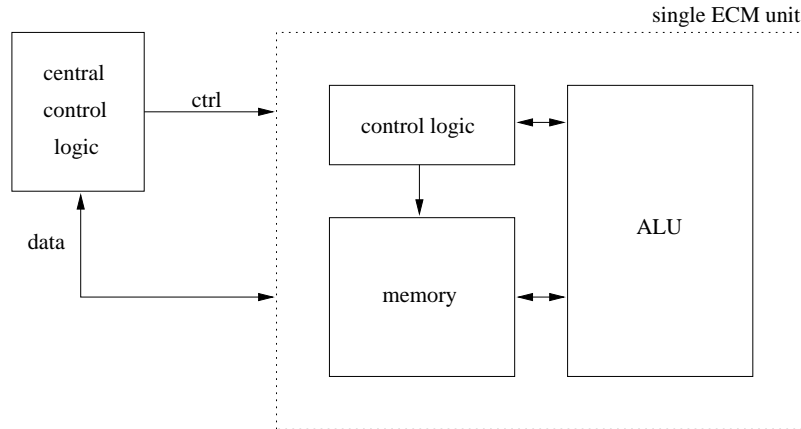 single ECM unit
central
control
logic
ctrl
control logic
ALU
data
memory